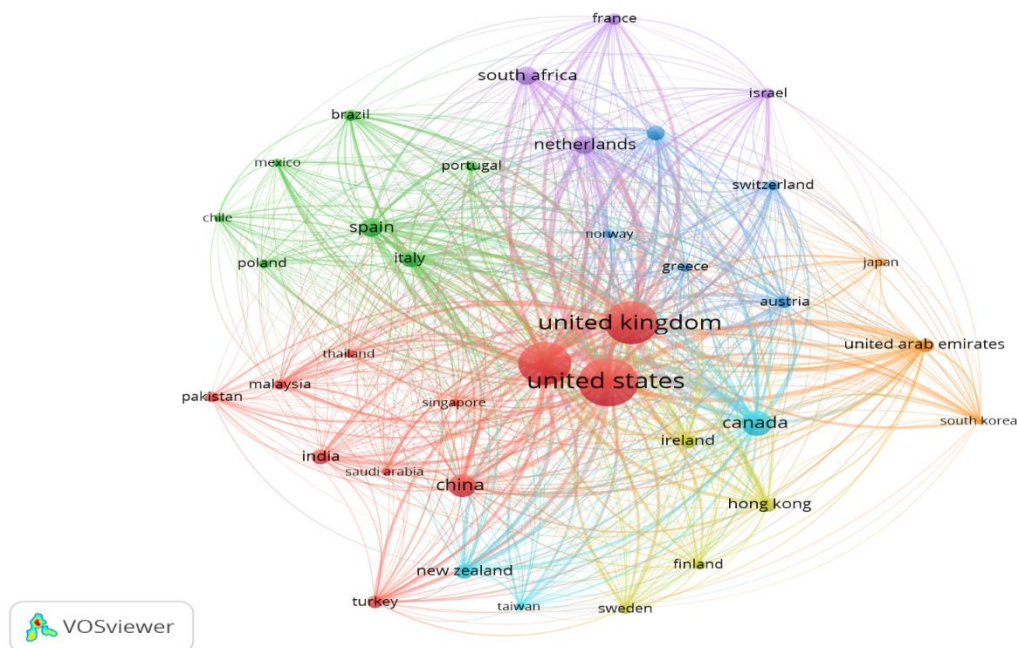 france
south africa
israel
brazil
netherlands
mexico
portugal
switzerland
chile
spain
norway
poland
italy
greece
japan
austria
united kingdom
united arab emirates
thailand
united states
malaysia
pakistan
singapore
canada
south korea
ireland
india
saudi arabia
china
hong kong
finland
new zealand
turkey
taiwan
sweden
VOSviewer